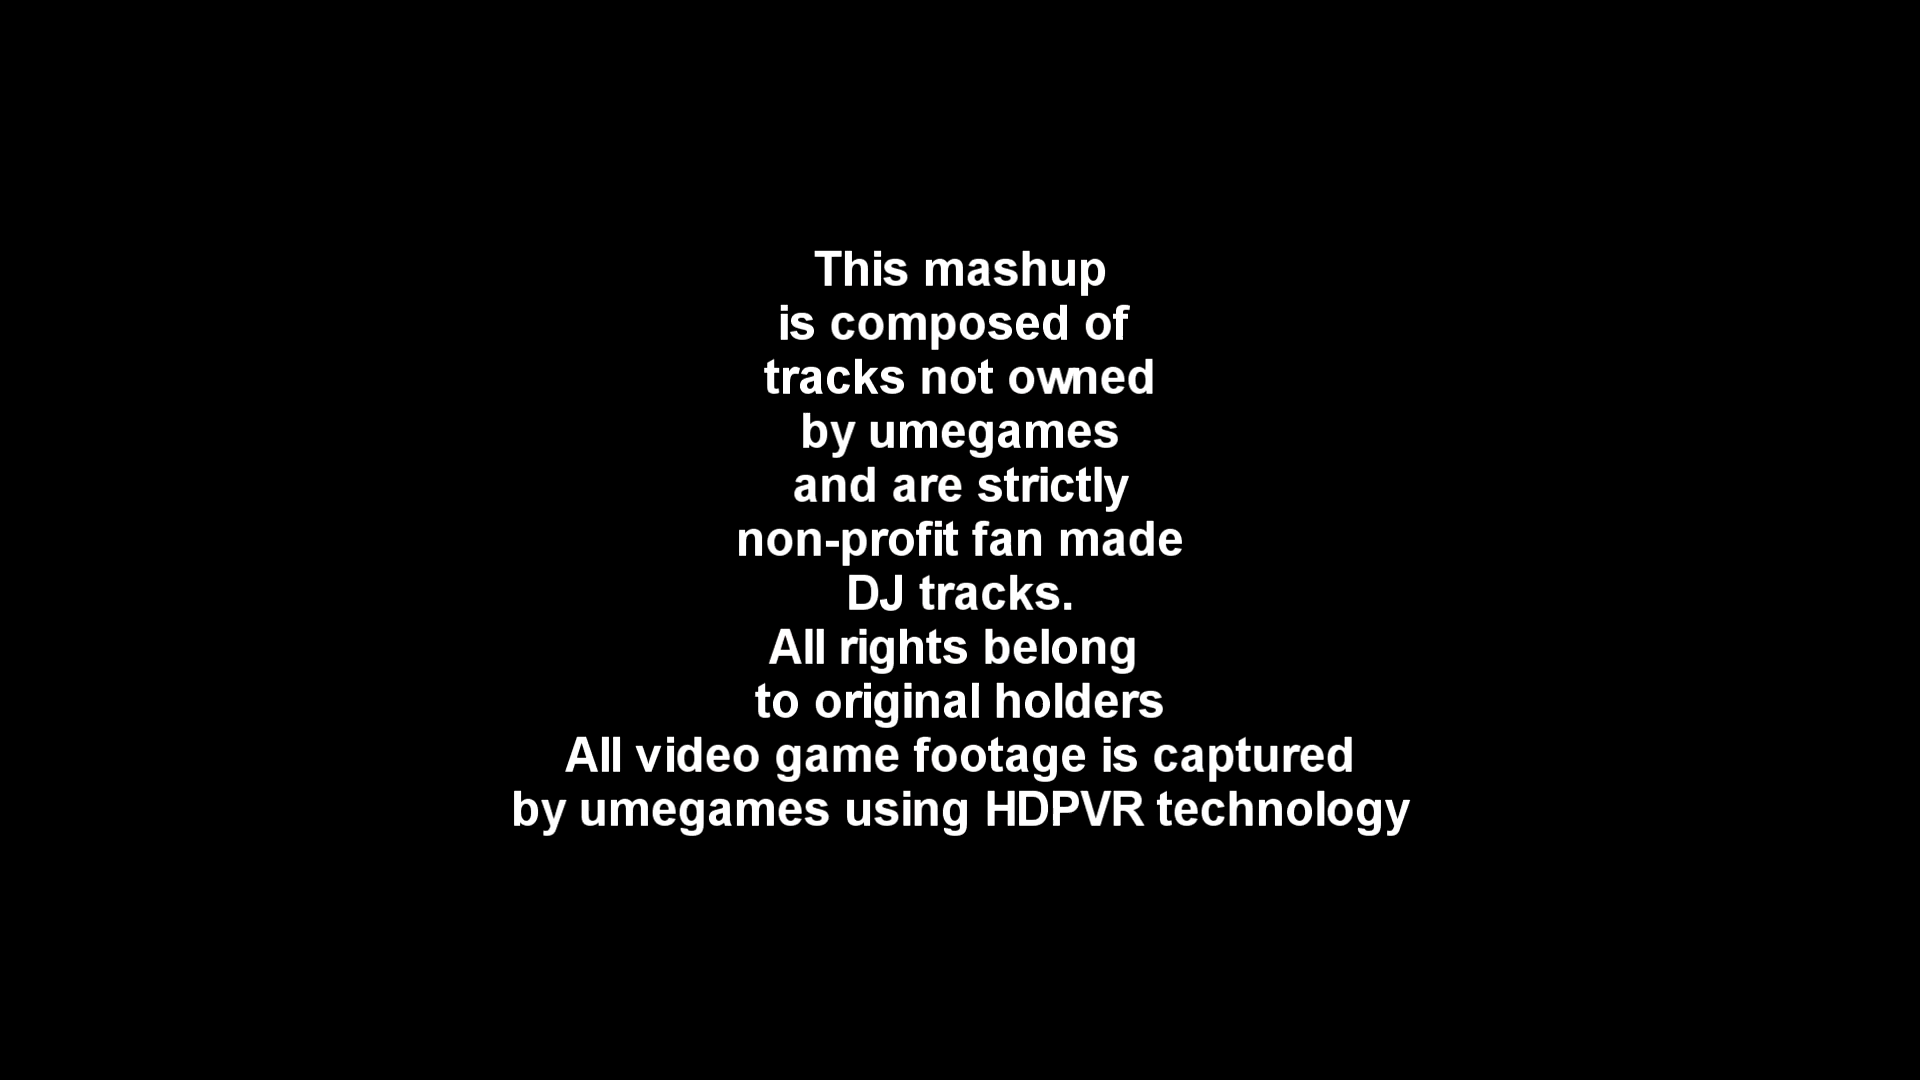 This mashup
is composed of
tracks not owned
by umegames
and are strictly
non-profit fan made
DJ tracks.
All rights belong
to original holders
All video game footage is captured
by umegames using HDPVR technology